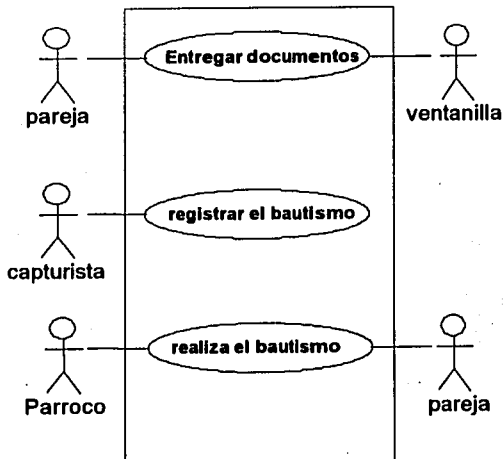 Entregar documentos
pareja
ventanilla
registrar el bautismo
capturista
realiza el bautismo
Parroco
pareja